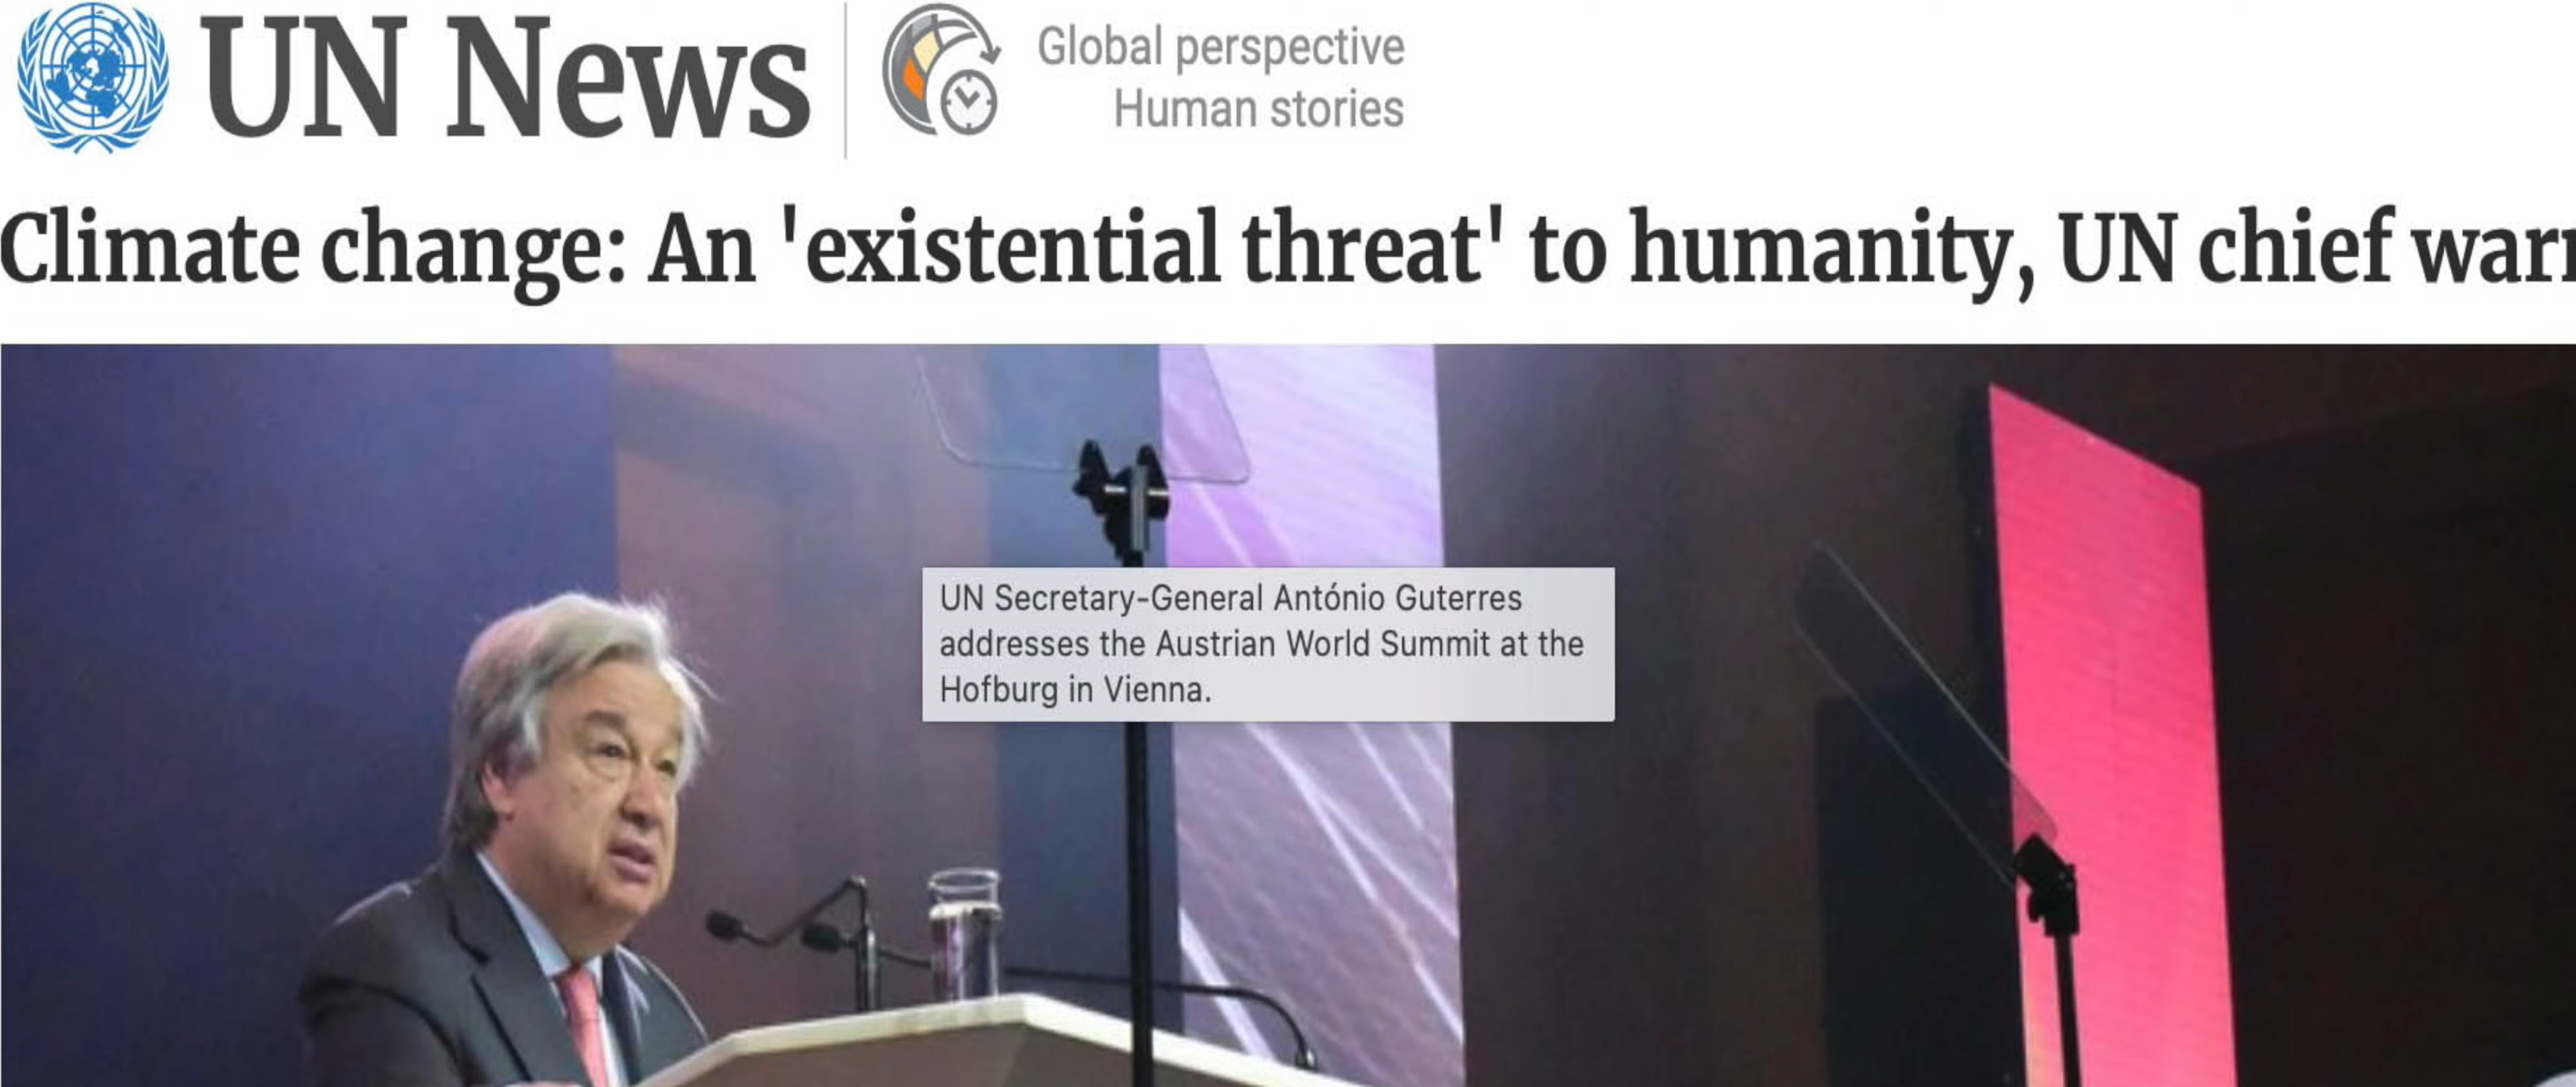 UN News
Global perspective
Human stories
Climate change: An 'existential threat' to humanity, UN chief
UN Secretary-General António Guterres
addresses the Austrian World Summit at the
Hofburg in Vienna.